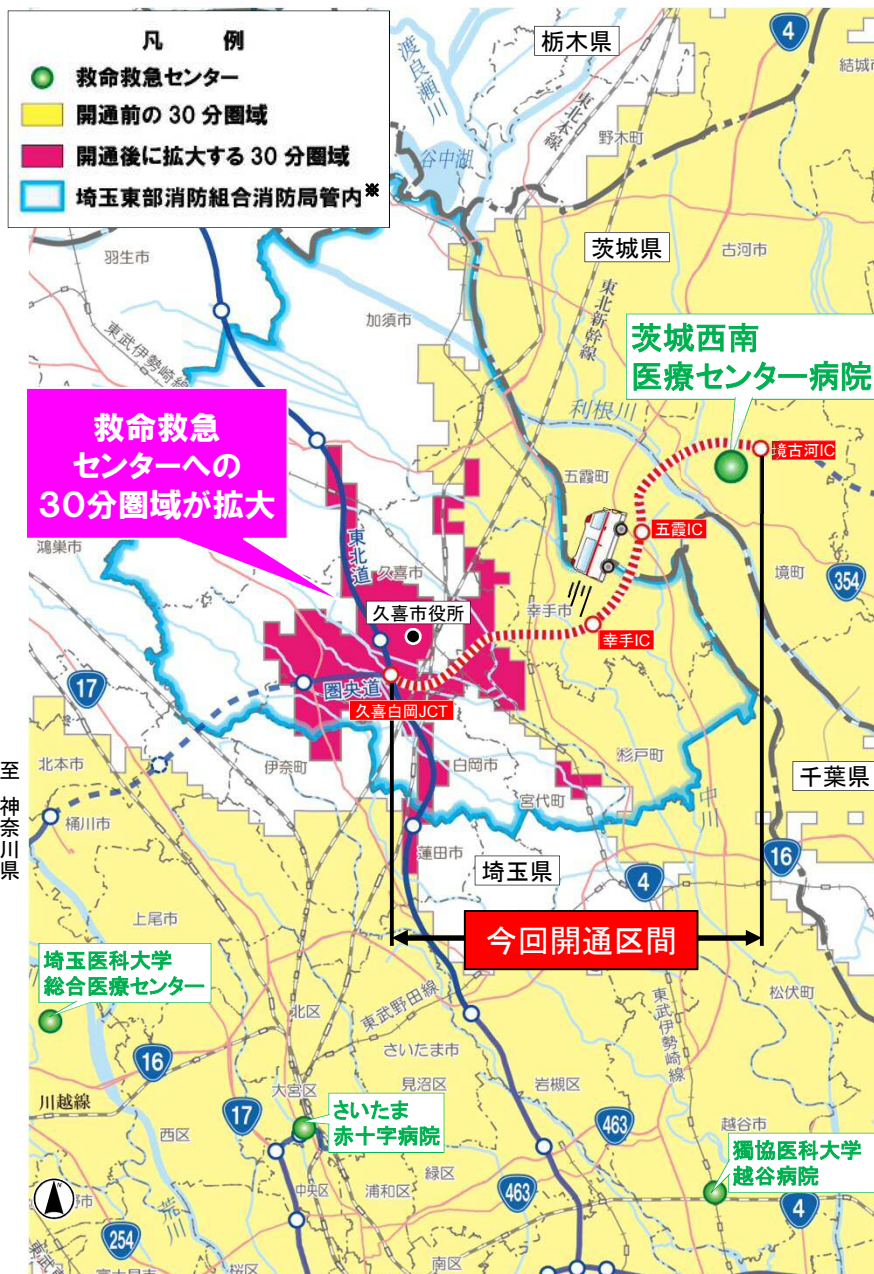 凡　例
救命救急センター
開通前の 30 分圏域
開通後に拡大する 30 分圏域
埼玉東部消防組合消防局管内※
栃木県
4
結城市
渡良瀬川
東北本線
野木町
谷中湖
茨城県
古河市
羽生市
加須市
東北新幹線
東武伊勢崎線
茨城西南
医療センター病院
利根川
救命救急
センターへの
30分圏域が拡大
境古河IC
五霞町
五霞IC
鴻巣市
東北道
久喜市
境町
354
久喜市役所
幸手市
幸手IC
17
圏央道
久喜白岡JCT
至 神奈川県
北本市
伊奈町
白岡市
杉戸町
千葉県
宮代町
中川
桶川市
蓮田市
埼玉県
4
16
上尾市
今回開通区間
埼玉医科大学
総合医療センター
北区
東武野田線
東武伊勢崎線
松伏町
さいたま市
16
大宮区
見沼区
岩槻区
川越線
17
さいたま
赤十字病院
463
越谷市
西区
獨協医科大学
越谷病院
緑区
中央区
浦和区
463
N
荒川
4
254
桜区
南区